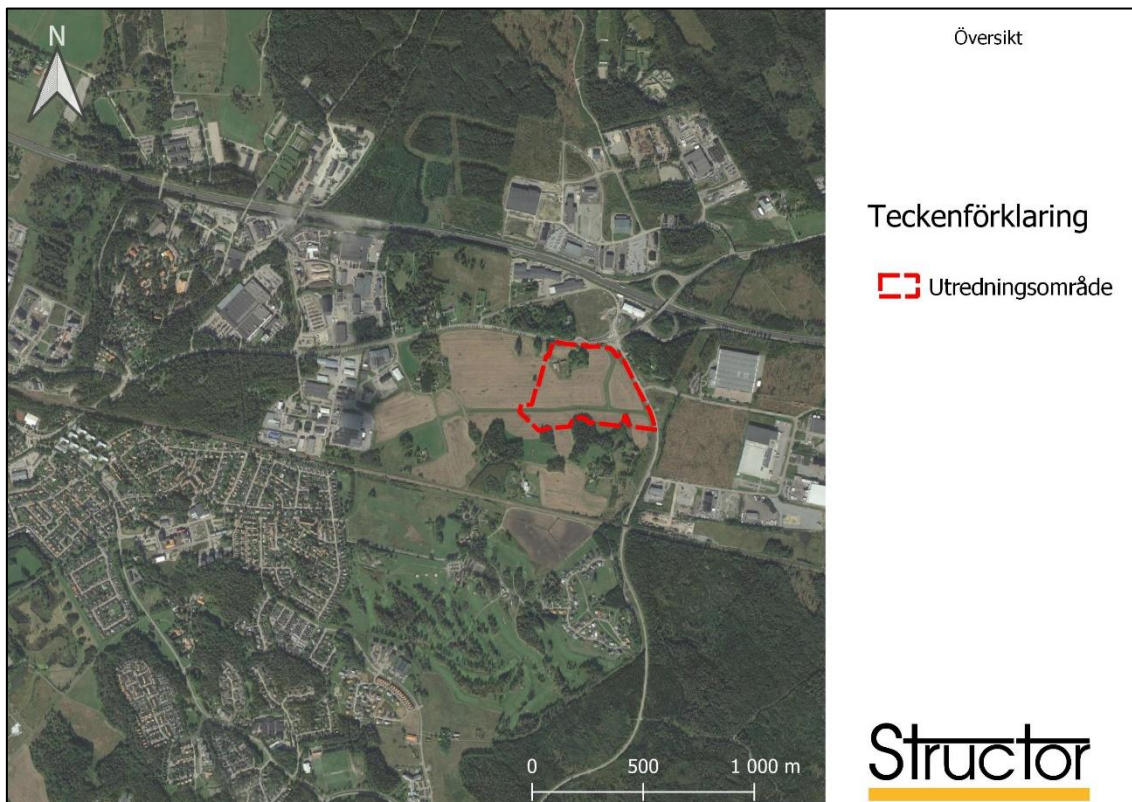 N
Översikt
Teckenförklaring
Utredningsområde
0 500 1 000 m
Structor